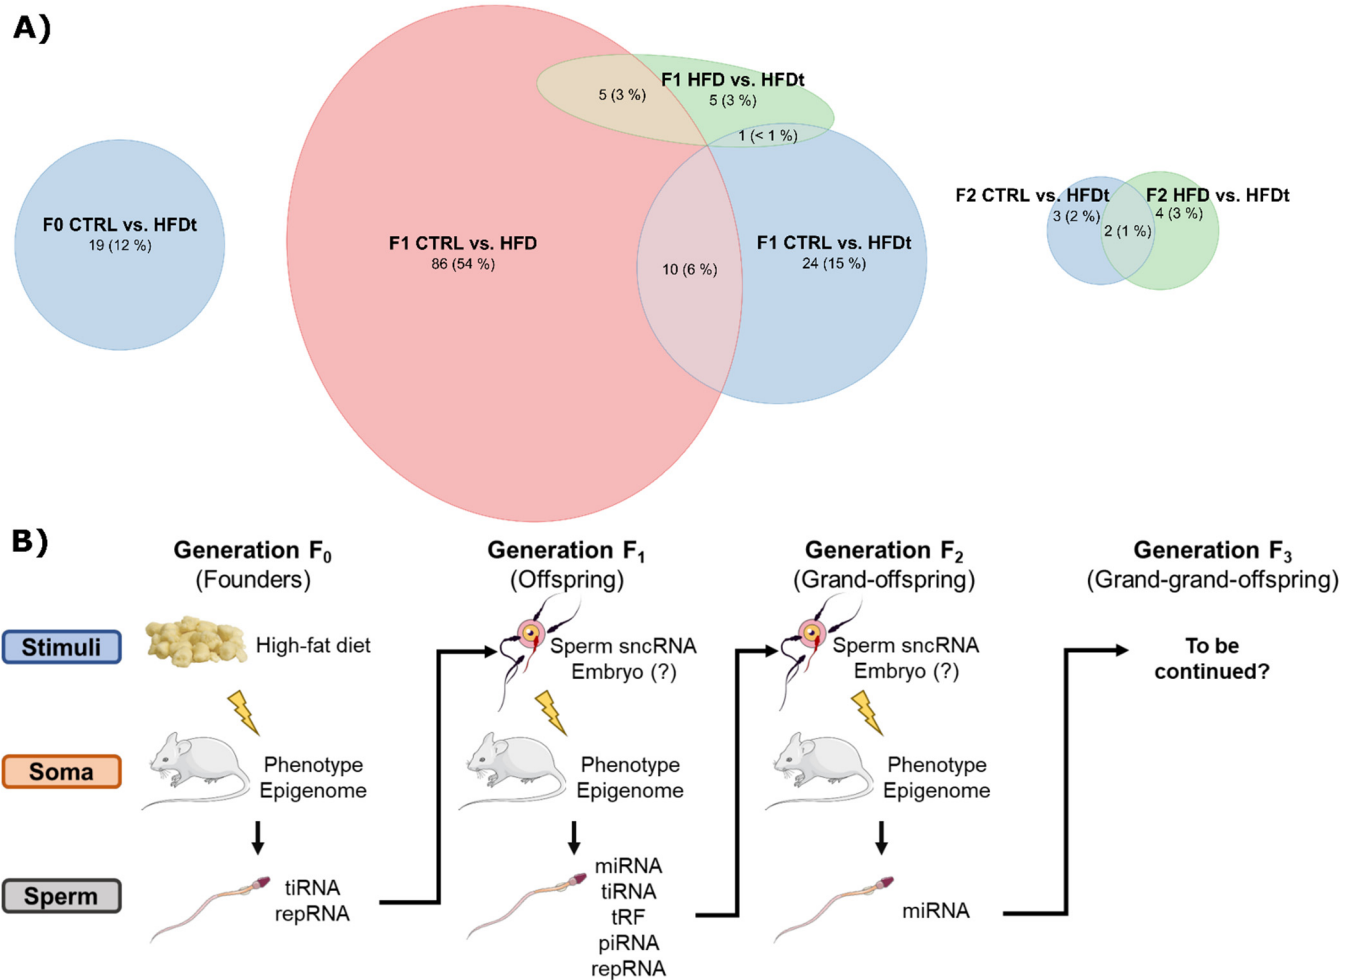 A)
F0 CTRL vs. HFDt
19 (12 %)
F1 CTRL vs. HFD
86 (54 %)
5 (3 %)
F1 HFD vs. HFDt
5 (3 %)
1 (< 1 %)
10 (6 %)
F1 CTRL vs. HFDt
24 (15 %)
F2 CTRL vs. HFDt
3 (2 %)
2 (1 %)
F2 HFD vs. HFDt
4 (3 %)
B)
Generation F0
(Founders)
Generation F1
(Offspring)
Generation F2
(Grand-offspring)
Generation F3
(Grand-grand-offspring)
Stimuli
High-fat diet
Sperm sncRNA
Embryo (?)
Sperm sncRNA
Embryo (?)
To be
continued?
Soma
Phenotype
Epigenome
Phenotype
Epigenome
Phenotype
Epigenome
Sperm
tiRNA
repRNA
miRNA
tiRNA
tRF
piRNA
repRNA
miRNA